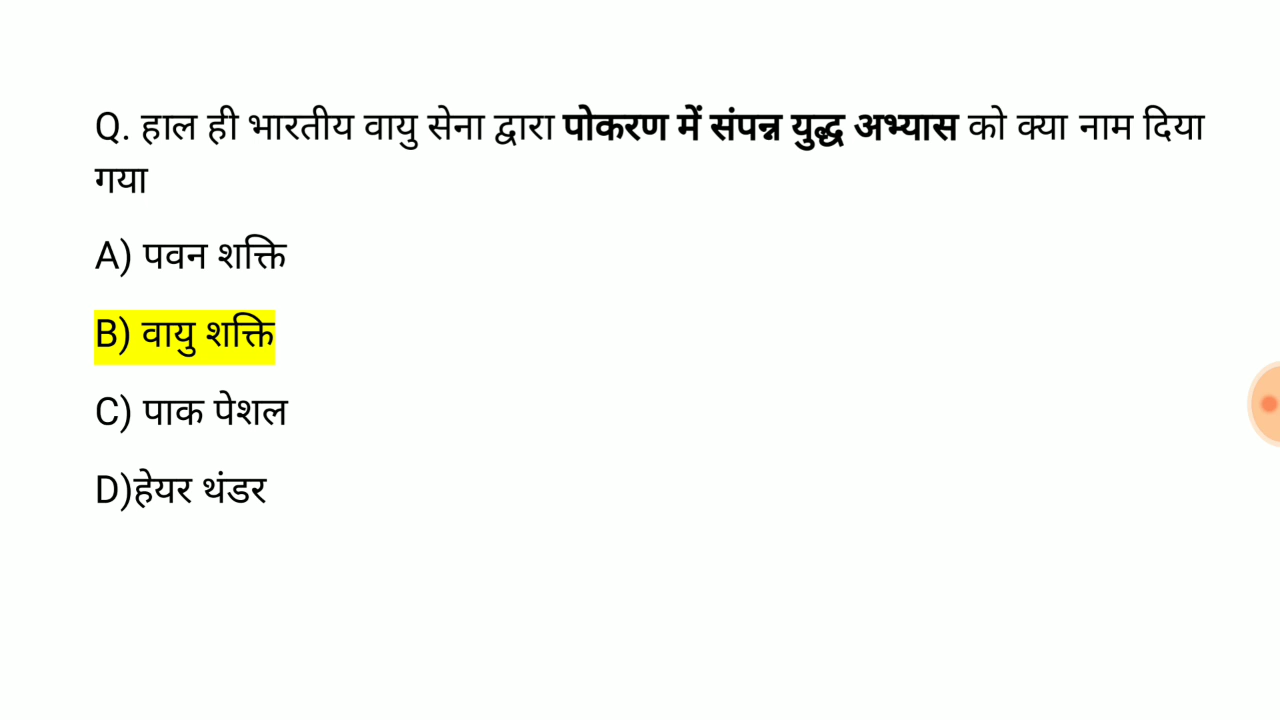 Q. हाल ही भारतीय वायु सेना द्वारा पोकरण में संपन्न युद्ध अभ्यास को क्या नाम दिया
गया
A) पवन शक्ति
B) वायु शक्ति
C) पाक पेशल
D)हेयर थंडर